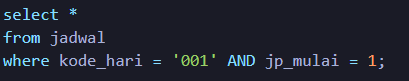 select *
from jadwal
where kode_hari = '001' AND jp_mulai = 1;